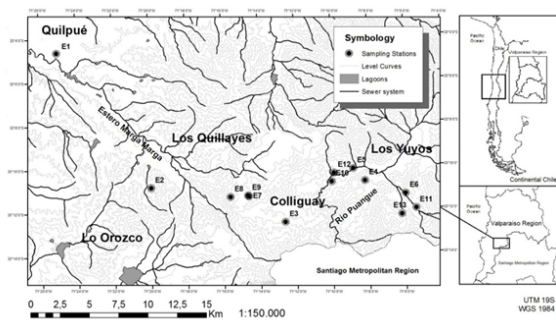 Quilpué
E1
Symbology
Sampling Stations
Level Curves
Lagoons
Sewer system
Estero Marga Marga
Los Quillayes
Los Yuyos
E12
E5
E10
E4
E2
E8
E9
E7
Colliguay
Rio Puangue
E6
E11
E13
E3
Lo Orozco
Santiago Metropolitan Region
0 2,5 5 7,5 10 12,5 15
Km
1:150.000
Pacific
Ocean
Valparaiso Region
Continental Chile
Pacific
Ocean
Valparaiso Region
Santiago Metropolitan Region
UTM 19S
WGS 1984